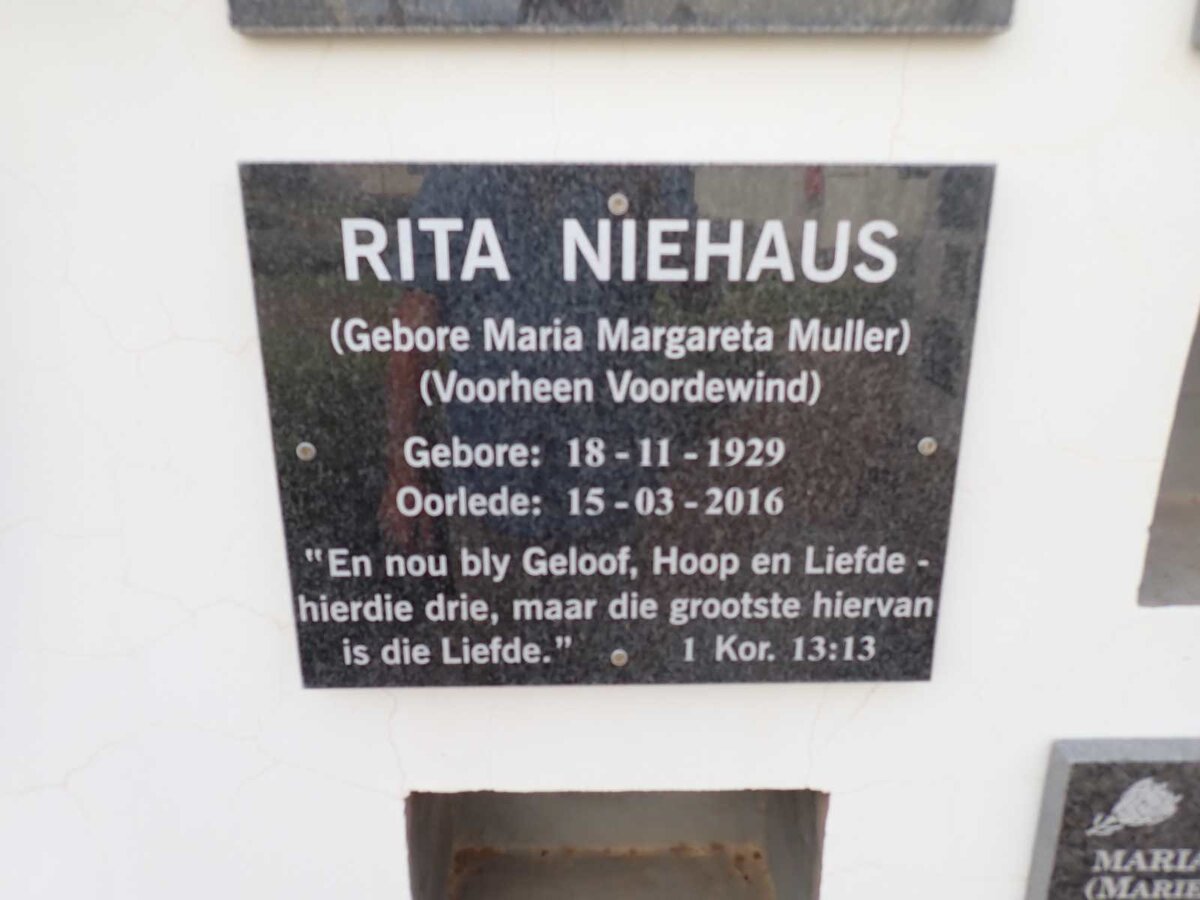 RITA NIEHAUS
(Gebore Maria Margareta Muller)
(Voorheen Voordewind)
Gebore: 18 - 11 - 1929
Oorlede: 15 - 03 - 2016
"En nou bly Geloof, Hoop en Liefde -
hierdie drie, maar die grootste hiervan
is die Liefde." 1 Kor. 13:13
MARIA
(MARIE